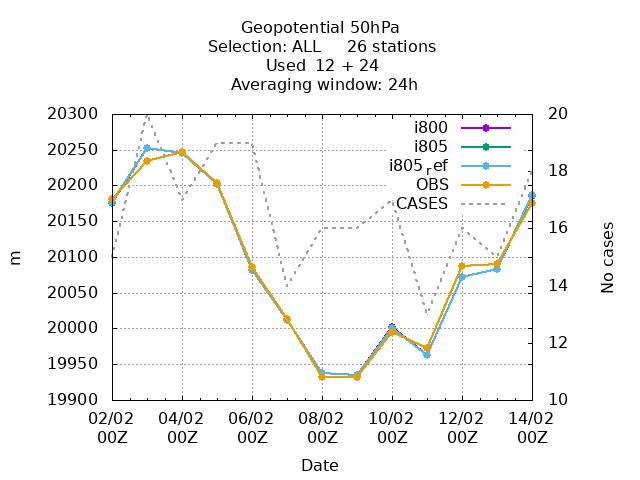 Geopotential 50hPa
Selection: ALL     26 stations
Used  12 + 24
Averaging window: 24h
20300
20250
20200
20150
20100
20050
20000
19950
19900
m
20
18
16
14
12
10
No cases
i800
i805
i805ref
OBS
CASES
02/02 04/02 06/02 08/02 10/02 12/02 14/02
00Z 00Z 00Z 00Z 00Z 00Z 00Z
Date